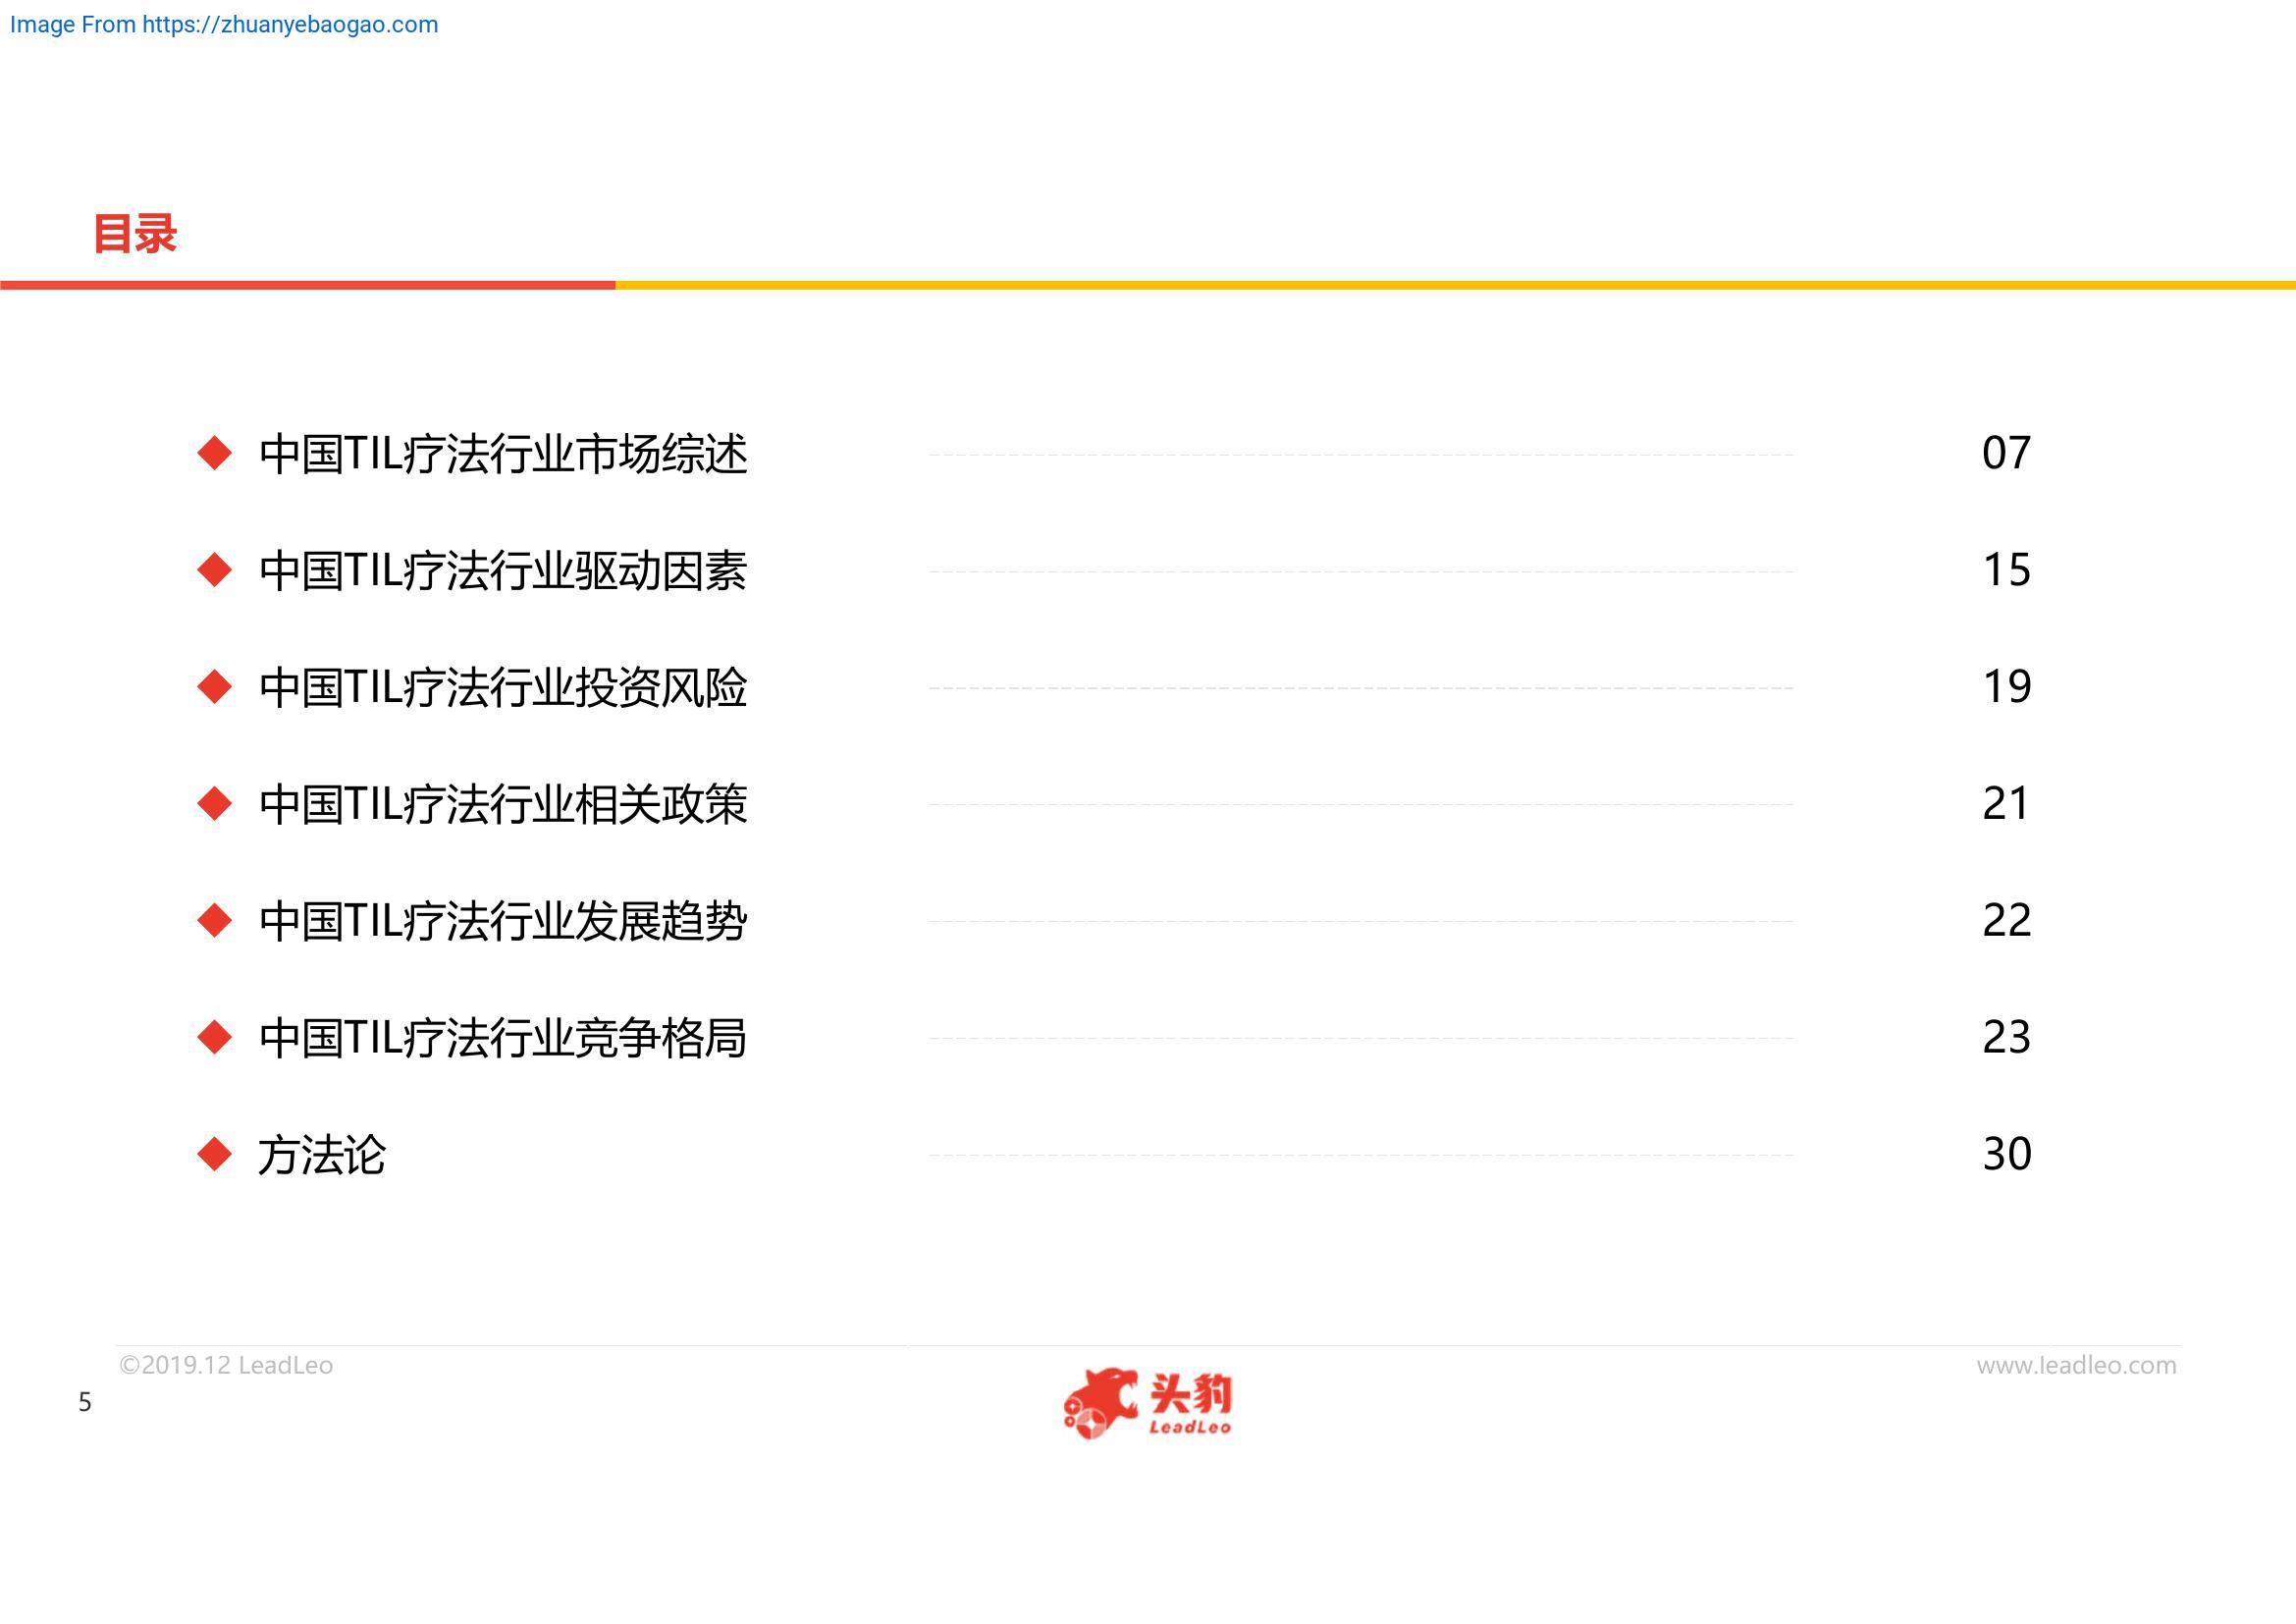 Image From https://zhuanyebaogao.com
目录
中国TIL疗法行业市场综述 07
中国TIL疗法行业驱动因素 15
中国TIL疗法行业投资风险 19
中国TIL疗法行业相关政策 21
中国TIL疗法行业发展趋势 22
中国TIL疗法行业竞争格局 23
方法论 30
©2019.12 LeadLeo
www.leadleo.com
5
头豹
LeadLeo